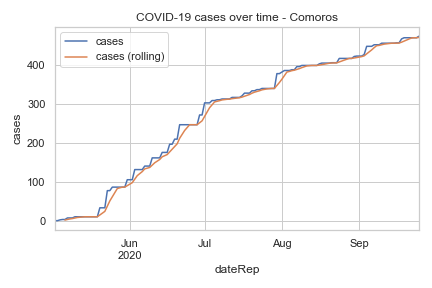 COVID-19 cases over time - Comoros
cases
cases (rolling)
400
300
200
100
0
cases
Jun
2020
Jul
Aug
Sep
dateRep